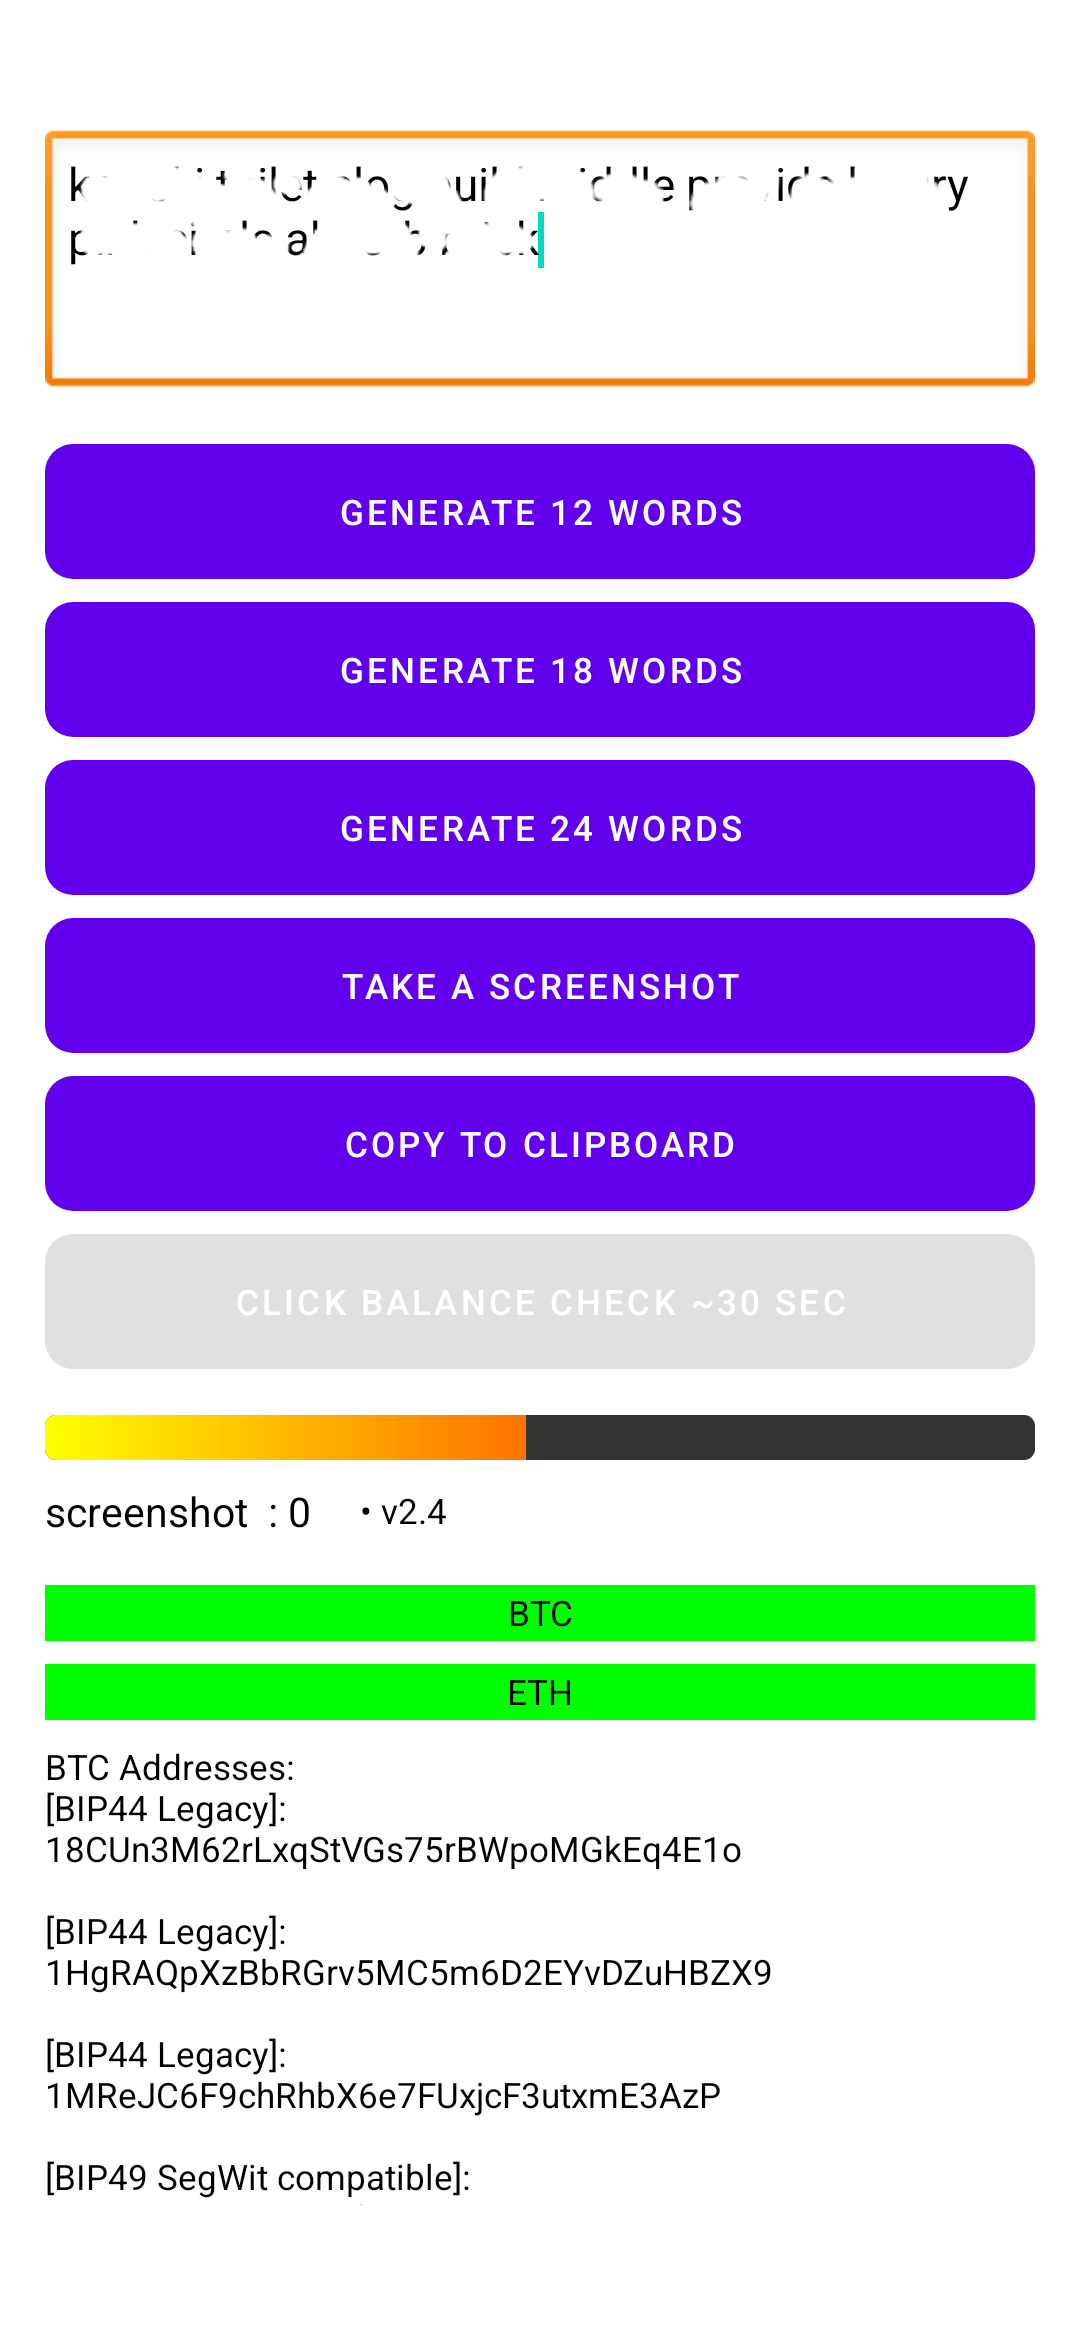 GENERATE 12 WORDS
GENERATE 18 WORDS
GENERATE 24 WORDS
TAKE A SCREENSHOT
COPY TO CLIPBOARD
CLICK BALANCE CHECK ~30 SEC
screenshot : 0 • v2.4
BTC
ETH
BTC Addresses:
[BIP44 Legacy]:
18CUn3M62rLxqStVGs75rBWpoMGkEq4E1o
[BIP44 Legacy]:
1HgRAQpXzBbRGrv5MC5m6D2EYvDZuHBZX9
[BIP44 Legacy]:
1MReJC6F9chRhbX6e7FUxjcF3utxmE3AzP
[BIP49 SegWit compatible]: